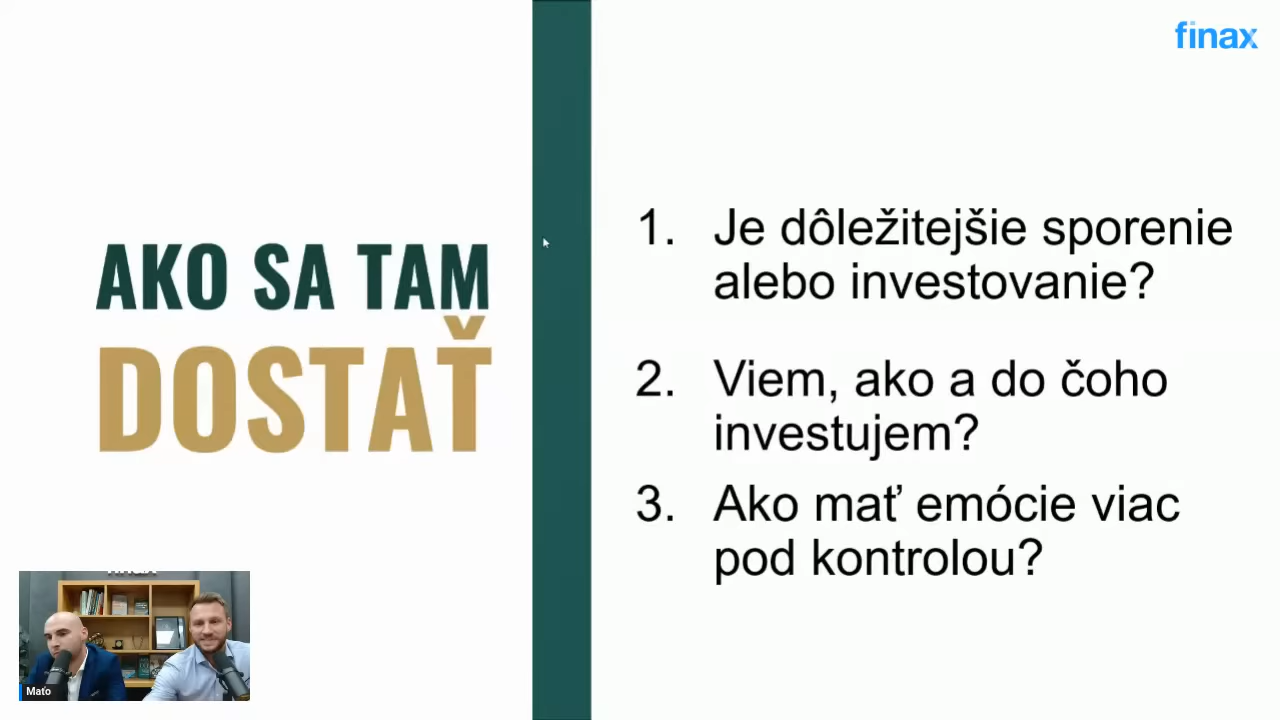 finax
AKO SA TAM
DOSTAŤ
1. Je dôležitejšie sporenie
alebo investovanie?
2. Viem, ako a do čoho
investujem?
3. Ako mať emócie viac
pod kontrolou?
Maťo